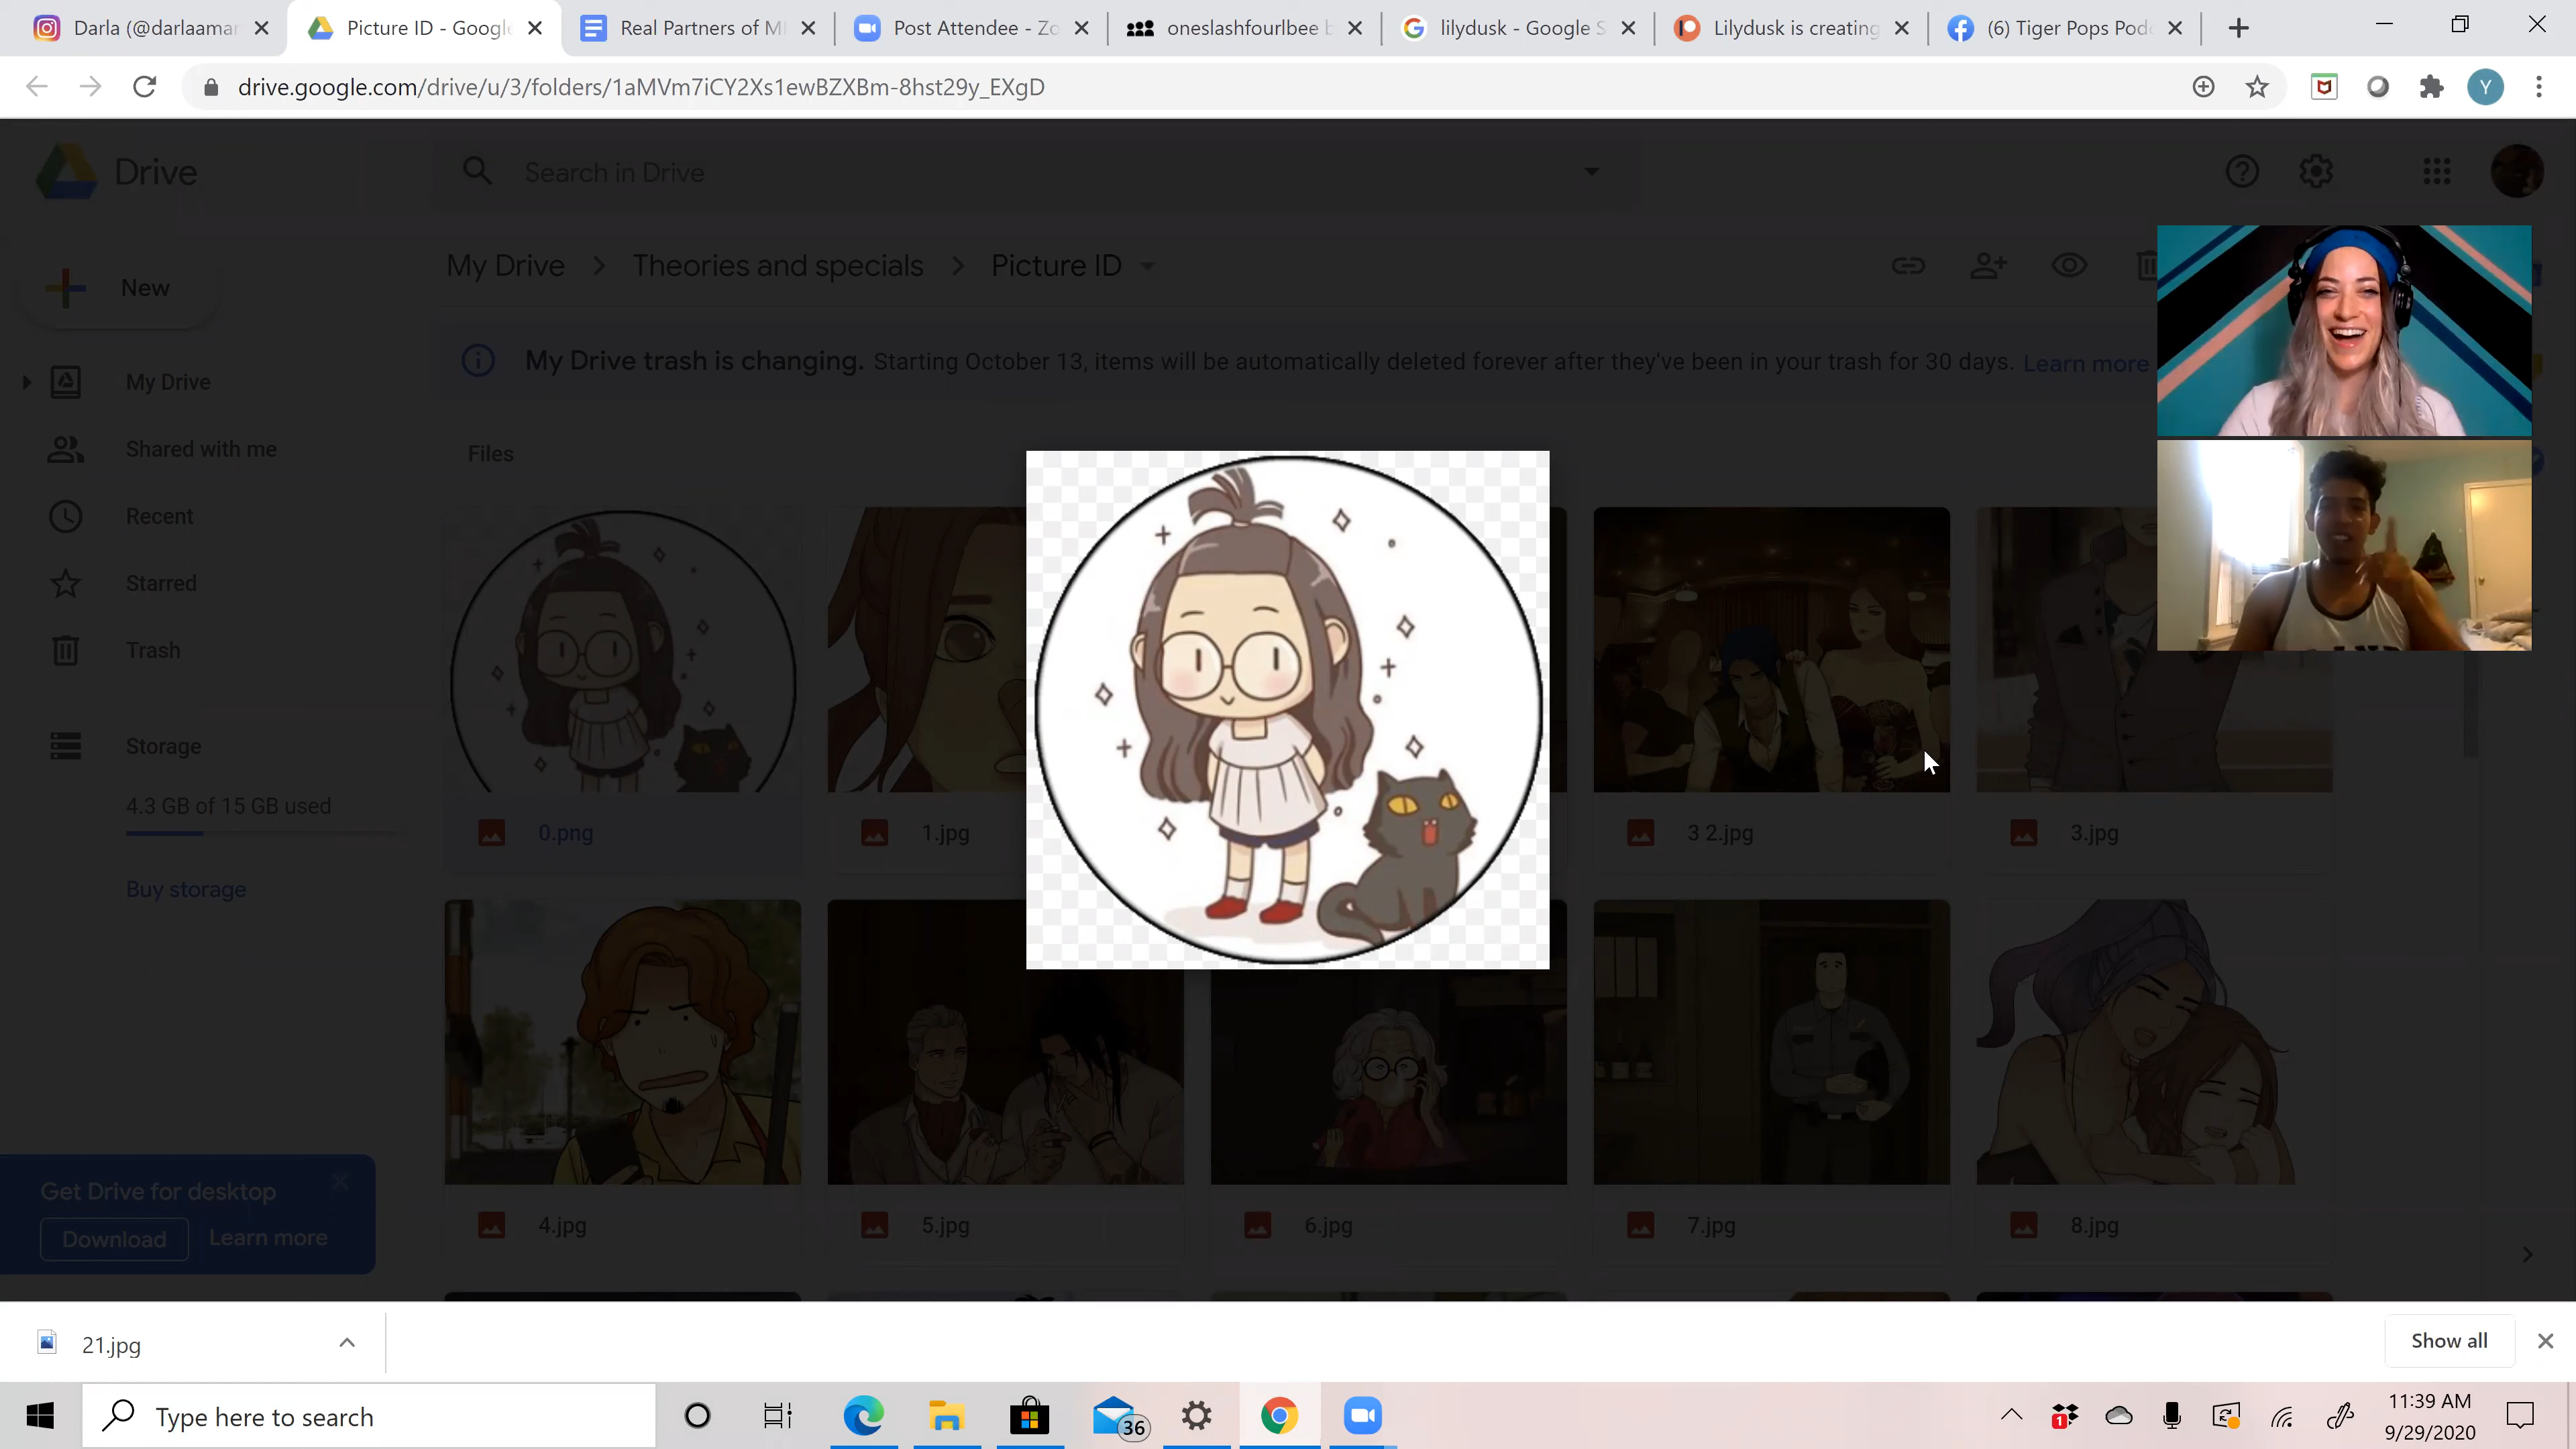 Darla (@darlaamar
Picture ID - Google
Real Partners of MI
Post Attendee - Zo
oneslashfourlbee b
lilydusk - Google S
Lilydusk is creating
(6) Tiger Pops Pod
drive.google.com/drive/u/3/folders/1aMVm7iCY2Xs1ewBZXBm-8hst29y_EXgD
Y
Drive
Search in Drive
New
My Drive > Theories and specials > Picture ID
My Drive trash is changing. Starting October 13, items will be automatically deleted forever after they've been in your trash for 30 days. Learn more
My Drive
Shared with me
Recent
Starred
Trash
Storage
4.3 GB of 15 GB used
Buy storage
Files
0.png
1.jpg
3 2.jpg
3.jpg
4.jpg
5.jpg
6.jpg
7.jpg
8.jpg
Get Drive for desktop
Download
Learn more
21.jpg
Show all
Type here to search
36
1
11:39 AM
9/29/2020